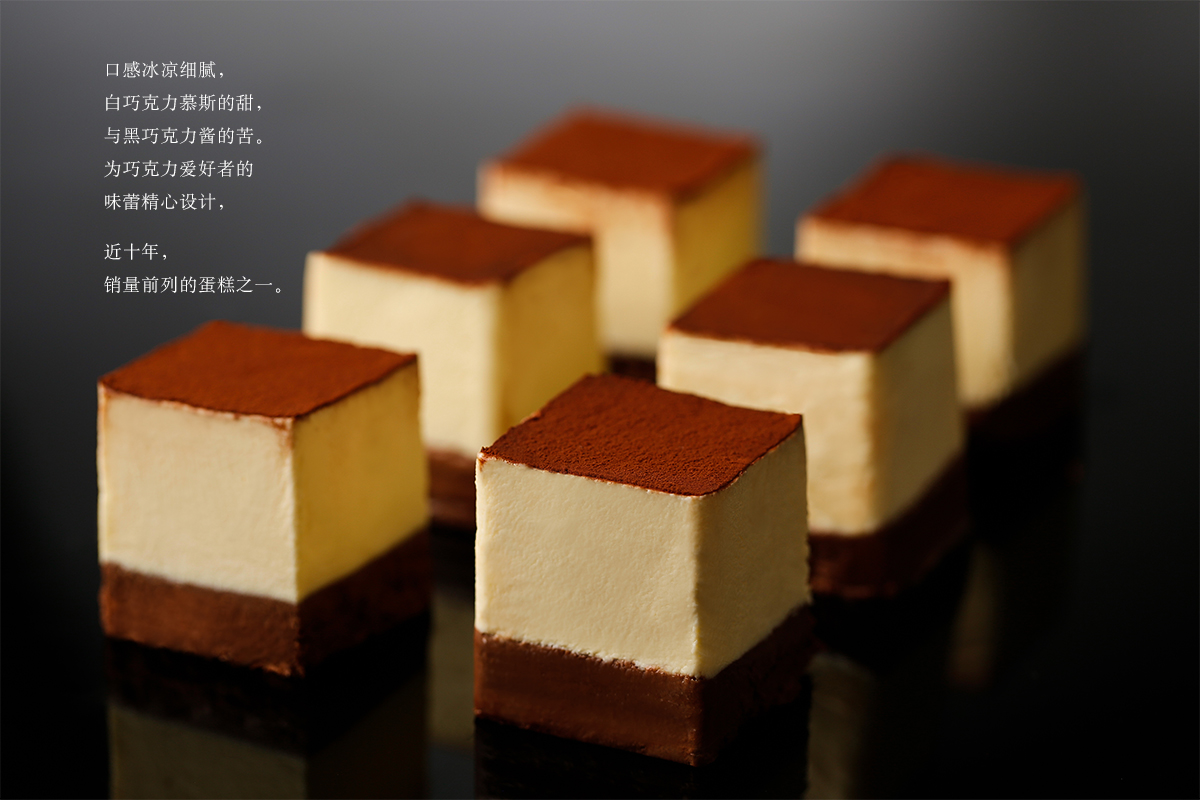 口感冰凉细腻，
白巧克力慕斯的甜，
与黑巧克力酱的苦。
为巧克力爱好者的
味蕾精心设计，
近十年，
销量前列的蛋糕之一。